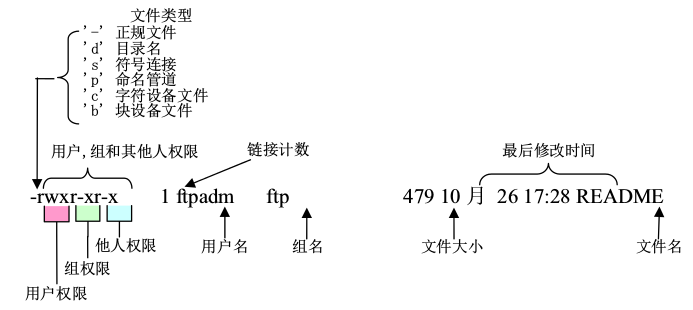 文件类型
'-' 正规文件
'd' 目录名
's' 符号连接
'p' 命名管道
'c' 字符设备文件
'b' 块设备文件
用户,组和其他人权限
链接计数
最后修改时间
-rwxr-xr-x 1 ftpadm ftp 479 10 月 26 17:28 README
他人权限
用户名
组名
文件大小
文件名
组权限
用户权限